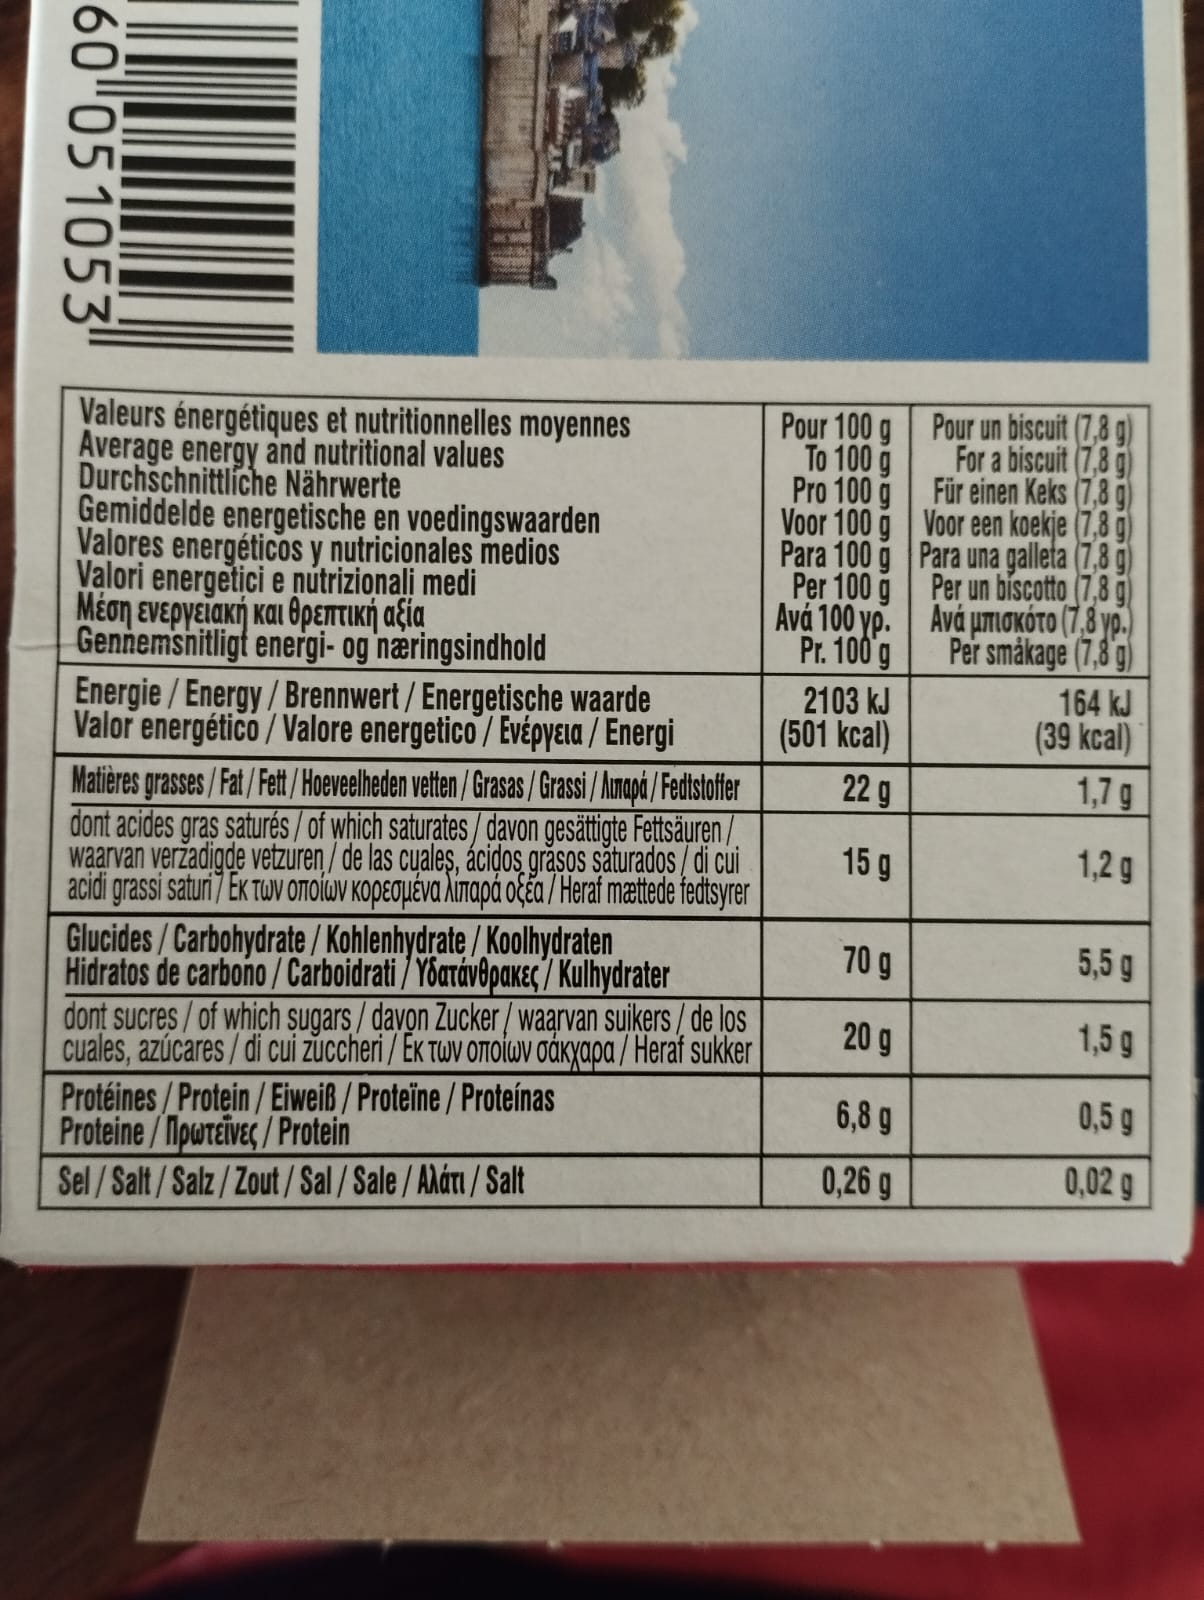 60 051053
Valeurs énergétiques et nutritionnelles moyennes
Average energy and nutritional values
Durchschnittliche Nährwerte
Gemiddelde energetische en voedingswaarden
Valores energéticos y nutricionales medios
Valori energetici e nutrizionali medi
Μέση ενεργειακή και θρεπτική αξία
Gennemsnitligt energi- og næringsindhold
Pour 100 g
To 100 g
Pro 100 g
Voor 100 g
Para 100 g
Per 100 g
Ανά 100 γρ.
Pr. 100 g
Pour un biscuit (7,8 g)
For a biscuit (7,8 g)
Für einen Keks (7,8 g)
Voor een koekje (7,8 g)
Para una galleta (7,8 g)
Per un biscotto (7,8 g)
Ανά μπισκότο (7,8 γρ.)
Per småkage (7,8 g)
Energie / Energy / Brennwert / Energetische waarde
Valor energético / Valore energetico / Ενέργεια / Energi
2103 kJ
(501 kcal)
164 kJ
(39 kcal)
Matières grasses / Fat / Fett / Hoeveelheden vetten / Grasas / Grassi / Λιπαρά / Fedtstoffer
22 g
1,7 g
dont acides gras saturés / of which saturates / davon gesättigte Fettsäuren /
waarvan verzadigde vetzuren / de las cuales, ácidos grasos saturados / di cui
acidi grassi saturi / Εκ των οποίων κορεσμένα λιπαρά οξέα / Heraf mættede fedtsyrer
15 g
1,2 g
Glucides / Carbohydrate / Kohlenhydrate / Koolhydraten
Hidratos de carbono / Carboidrati / Υδατάνθρακες / Kulhydrater
70 g
5,5 g
dont sucres / of which sugars / davon Zucker / waarvan suikers / de los
cuales, azúcares / di cui zuccheri / Εκ των οποίων σάκχαρα / Heraf sukker
20 g
1,5 g
Protéines / Protein / Eiweiß / Proteïne / Proteínas
Proteine / Πρωτεΐνες / Protein
6,8 g
0,5 g
Sel / Salt / Salz / Zout / Sal / Sale / Αλάτι / Salt
0,26 g
0,02 g